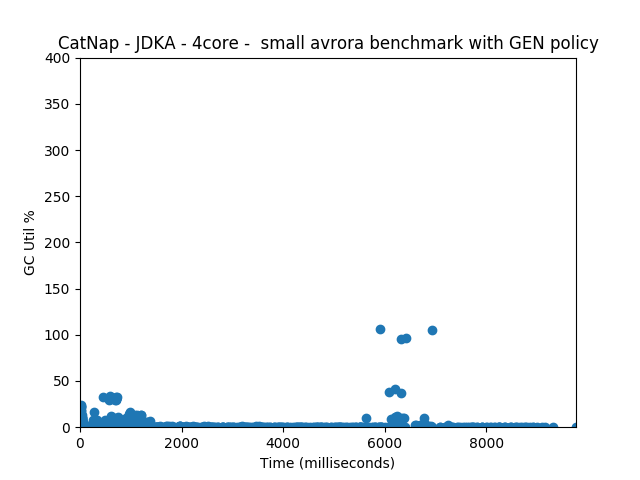 CatNap - JDKA - 4core -  small avrora benchmark with GEN policy
400
350
300
250
200
150
100
50
0
GC Util %
0 2000 4000 6000 8000
Time (milliseconds)